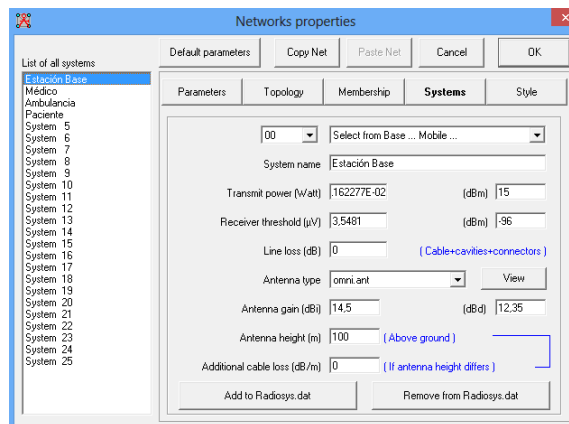 Networks properties
Default parameters Copy Net Paste Net Cancel OK
List of all systems
Estación Base
Médico
Ambulancia
Paciente
System 5
System 6
System 7
System 8
System 9
System 10
System 11
System 12
System 13
System 14
System 15
System 16
System 17
System 18
System 19
System 20
System 21
System 22
System 23
System 24
System 25
Parameters Topology Membership Systems Style
00 Select from Base ... Mobile ...
System name Estación Base
Transmit power (Watt) .162277E-02 (dBm) 15
Receiver threshold (µV) 3,5481 (dBm) -96
Line loss (dB) 0 ( Cable+cavities+connectors )
Antenna type omni.ant View
Antenna gain (dBi) 14,5 (dBd) 12,35
Antenna height (m) 100 ( Above ground )
Additional cable loss (dB/m) 0 ( If antenna height differs )
Add to Radiosys.dat Remove from Radiosys.dat